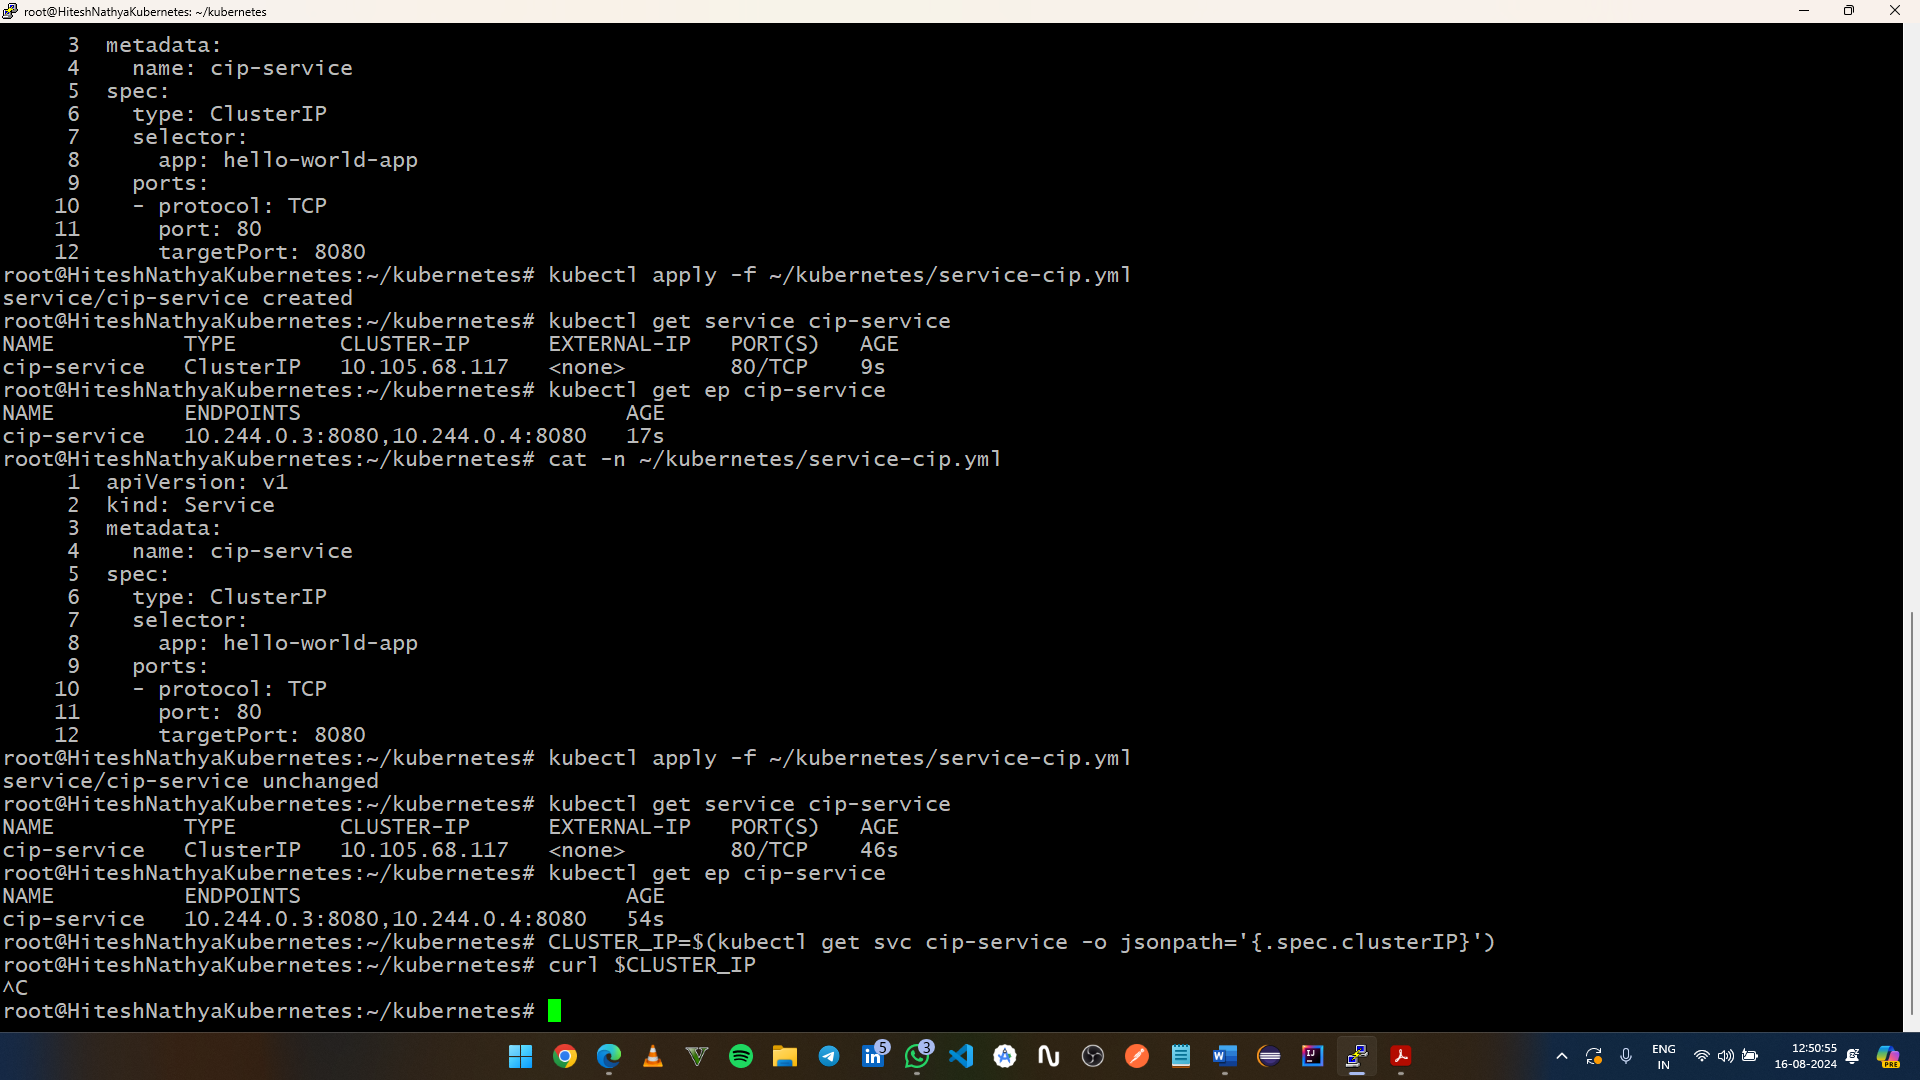 root@HiteshNathyaKubernetes: ~/kubernetes
     3  metadata:
     4    name: cip-service
     5  spec:
     6    type: ClusterIP
     7    selector:
     8      app: hello-world-app
     9    ports:
    10    - protocol: TCP
    11      port: 80
    12      targetPort: 8080
root@HiteshNathyaKubernetes:~/kubernetes# kubectl apply -f ~/kubernetes/service-cip.yml
service/cip-service created
root@HiteshNathyaKubernetes:~/kubernetes# kubectl get service cip-service
NAME          TYPE        CLUSTER-IP      EXTERNAL-IP   PORT(S)   AGE
cip-service   ClusterIP   10.105.68.117   <none>        80/TCP    9s
root@HiteshNathyaKubernetes:~/kubernetes# kubectl get ep cip-service
NAME          ENDPOINTS                         AGE
cip-service   10.244.0.3:8080,10.244.0.4:8080   17s
root@HiteshNathyaKubernetes:~/kubernetes# cat -n ~/kubernetes/service-cip.yml
     1  apiVersion: v1
     2  kind: Service
     3  metadata:
     4    name: cip-service
     5  spec:
     6    type: ClusterIP
     7    selector:
     8      app: hello-world-app
     9    ports:
    10    - protocol: TCP
    11      port: 80
    12      targetPort: 8080
root@HiteshNathyaKubernetes:~/kubernetes# kubectl apply -f ~/kubernetes/service-cip.yml
service/cip-service unchanged
root@HiteshNathyaKubernetes:~/kubernetes# kubectl get service cip-service
NAME          TYPE        CLUSTER-IP      EXTERNAL-IP   PORT(S)   AGE
cip-service   ClusterIP   10.105.68.117   <none>        80/TCP    46s
root@HiteshNathyaKubernetes:~/kubernetes# kubectl get ep cip-service
NAME          ENDPOINTS                         AGE
cip-service   10.244.0.3:8080,10.244.0.4:8080   54s
root@HiteshNathyaKubernetes:~/kubernetes# CLUSTER_IP=$(kubectl get svc cip-service -o jsonpath='{.spec.clusterIP}')
root@HiteshNathyaKubernetes:~/kubernetes# curl $CLUSTER_IP
^C
root@HiteshNathyaKubernetes:~/kubernetes#
5
3
ENG
IN
12:50:55
16-08-2024
PRE